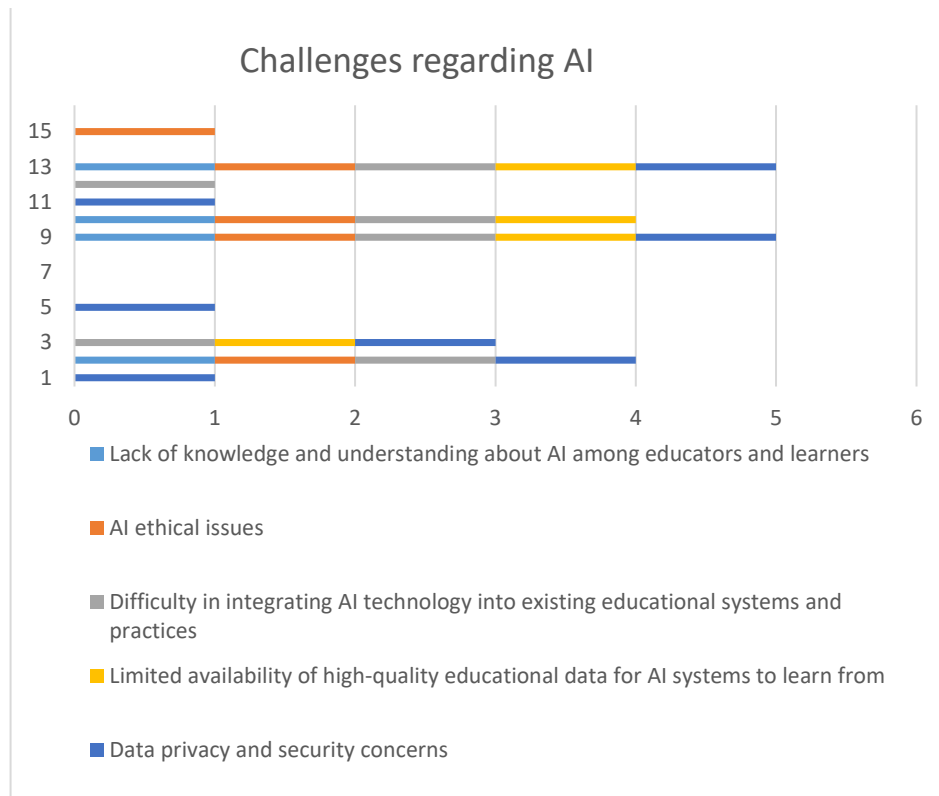 Challenges regarding AI
15
13
11
9
7
5
3
1
0 1 2 3 4 5 6
Lack of knowledge and understanding about AI among educators and learners
AI ethical issues
Difficulty in integrating AI technology into existing educational systems and
practices
Limited availability of high-quality educational data for AI systems to learn from
Data privacy and security concerns